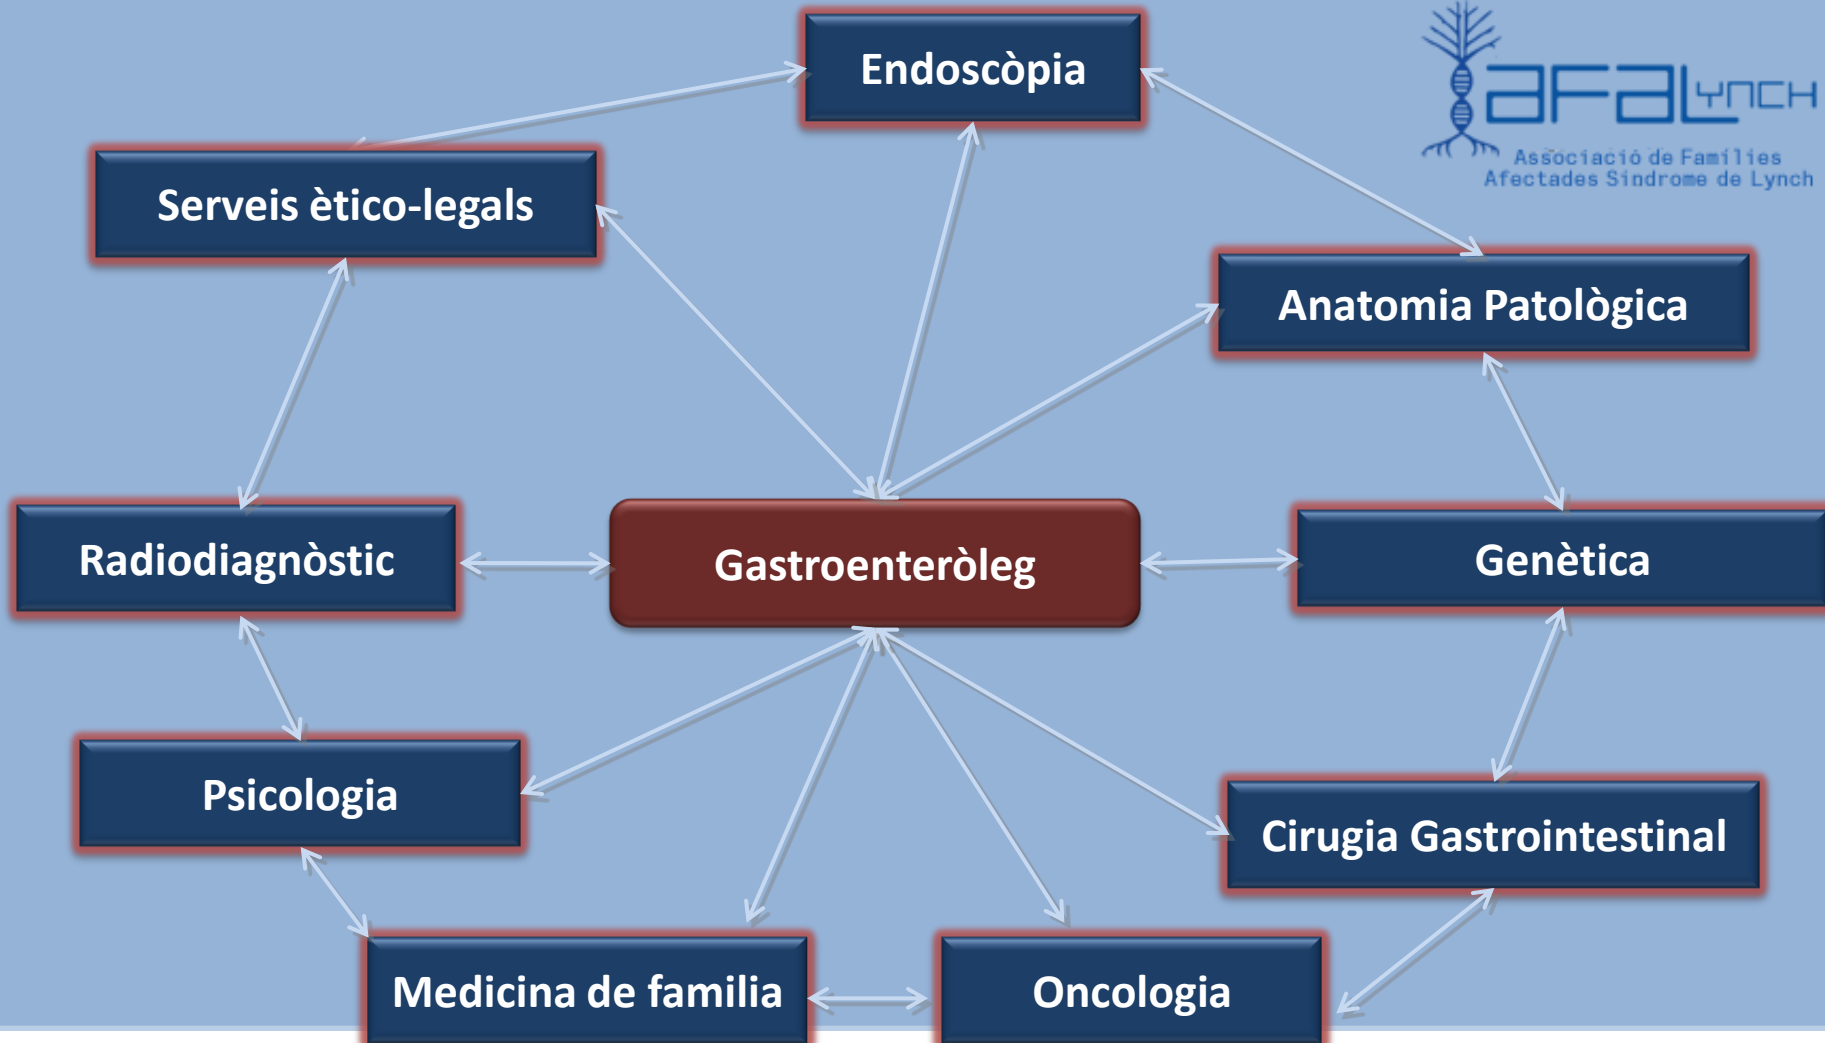 Endoscòpia
aFaLYNCH
Associació de Famílies
Afectades Síndrome de Lynch
Serveis ètico-legals
Anatomia Patològica
Radiodiagnòstic
Gastroenteròleg
Genètica
Psicologia
Cirugia Gastrointestinal
Medicina de familia
Oncologia